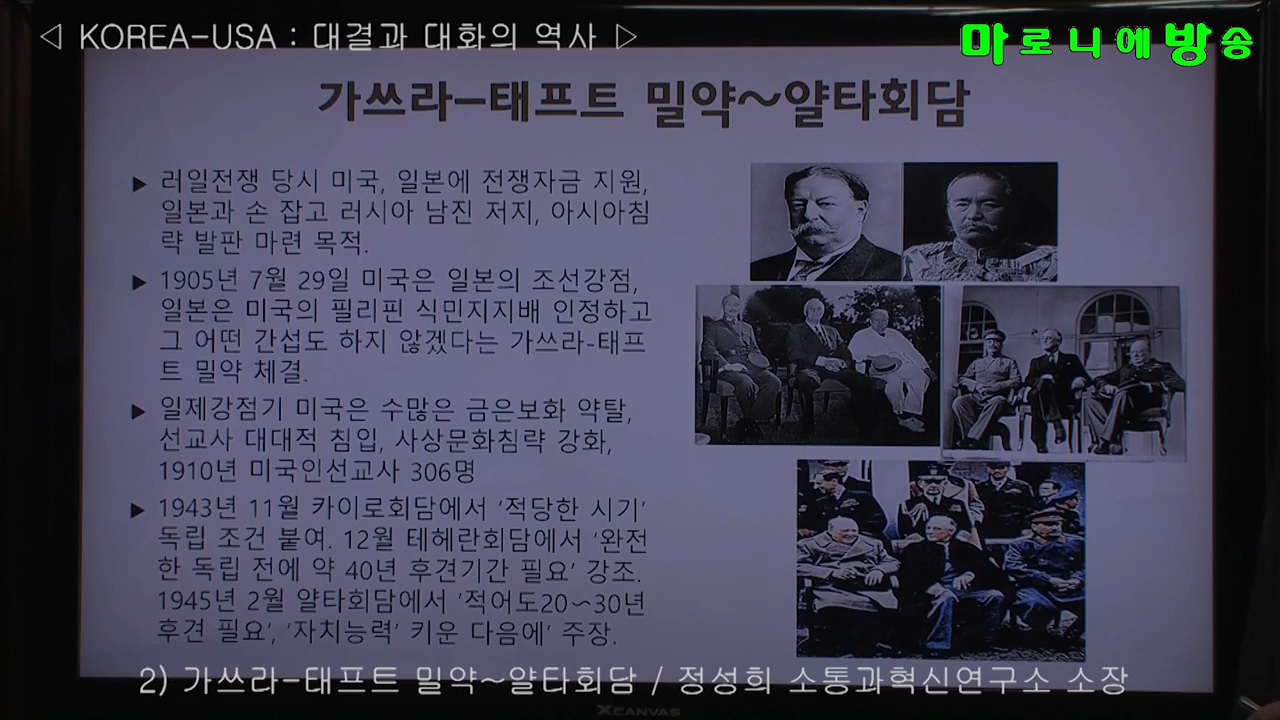 ◁ KOREA-USA : 대결과 대화의 역사 ▷
마로니에방송
가쓰라-태프트 밀약~얄타회담
▶ 러일전쟁 당시 미국, 일본에 전쟁자금 지원,
일본과 손 잡고 러시아 남진 저지, 아시아침
략 발판 마련 목적.
▶ 1905년 7월 29일 미국은 일본의 조선강점,
일본은 미국의 필리핀 식민지지배 인정하고
그 어떤 간섭도 하지 않겠다는 가쓰라-태프
트 밀약 체결.
▶ 일제강점기 미국은 수많은 금은보화 약탈,
선교사 대대적 침입, 사상문화침략 강화,
1910년 미국인선교사 306명
▶ 1943년 11월 카이로회담에서 '적당한 시기'
독립 조건 붙여. 12월 테헤란회담에서 '완전
한 독립 전에 약 40년 후견기간 필요' 강조.
1945년 2월 얄타회담에서 '적어도20~30년
후견 필요', '자치능력' 키운 다음에' 주장.
2) 가쓰라-태프트 밀약~얄타회담 / 정성희 소통과혁신연구소 소장
XCANVAS